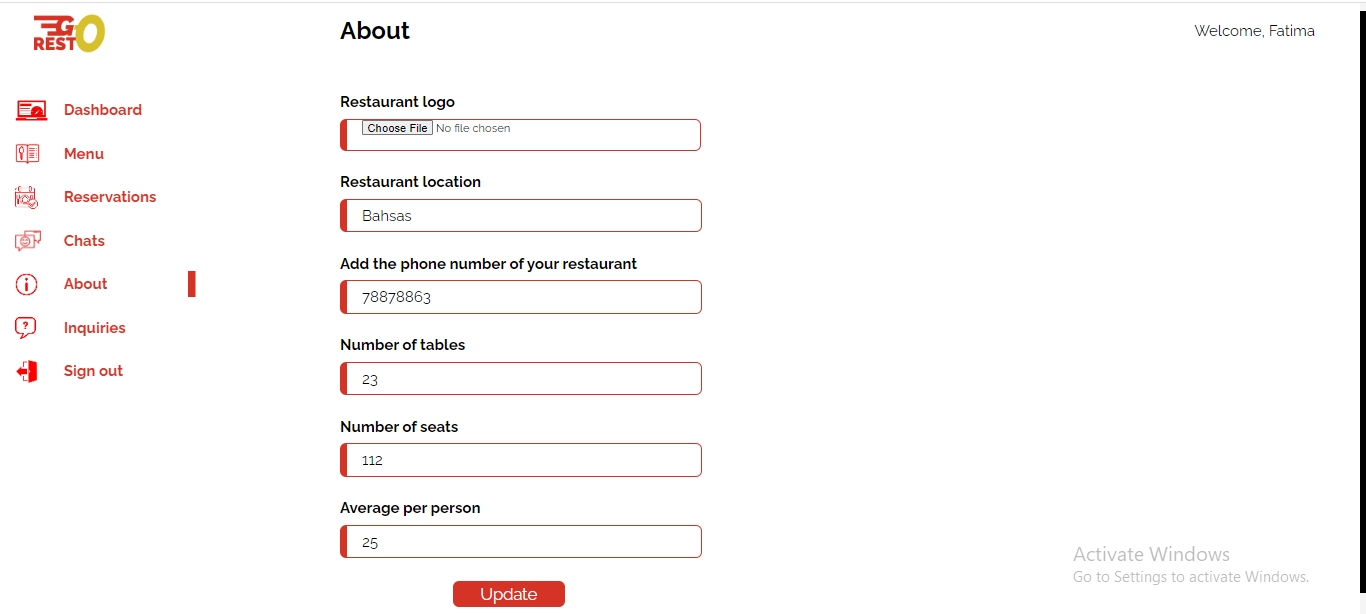 GO
REST
About
Welcome, Fatima
Dashboard
Menu
Reservations
Chats
About
Inquiries
Sign out
Restaurant logo
Choose File No file chosen
Restaurant location
Bahsas
Add the phone number of your restaurant
78878863
Number of tables
23
Number of seats
112
Average per person
25
Update
Activate Windows
Go to Settings to activate Windows.